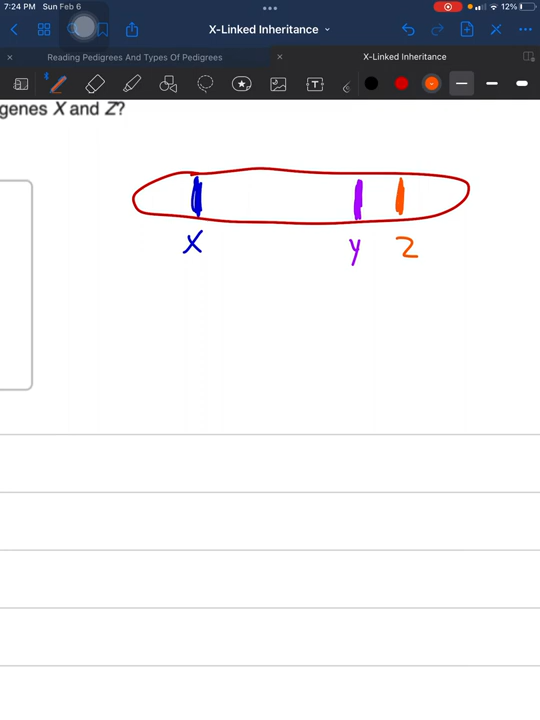 7:24 PM Sun Feb 6
12%
X-Linked Inheritance
Reading Pedigrees And Types Of Pedigrees
X-Linked Inheritance
genes X and Z?
X
y
Z